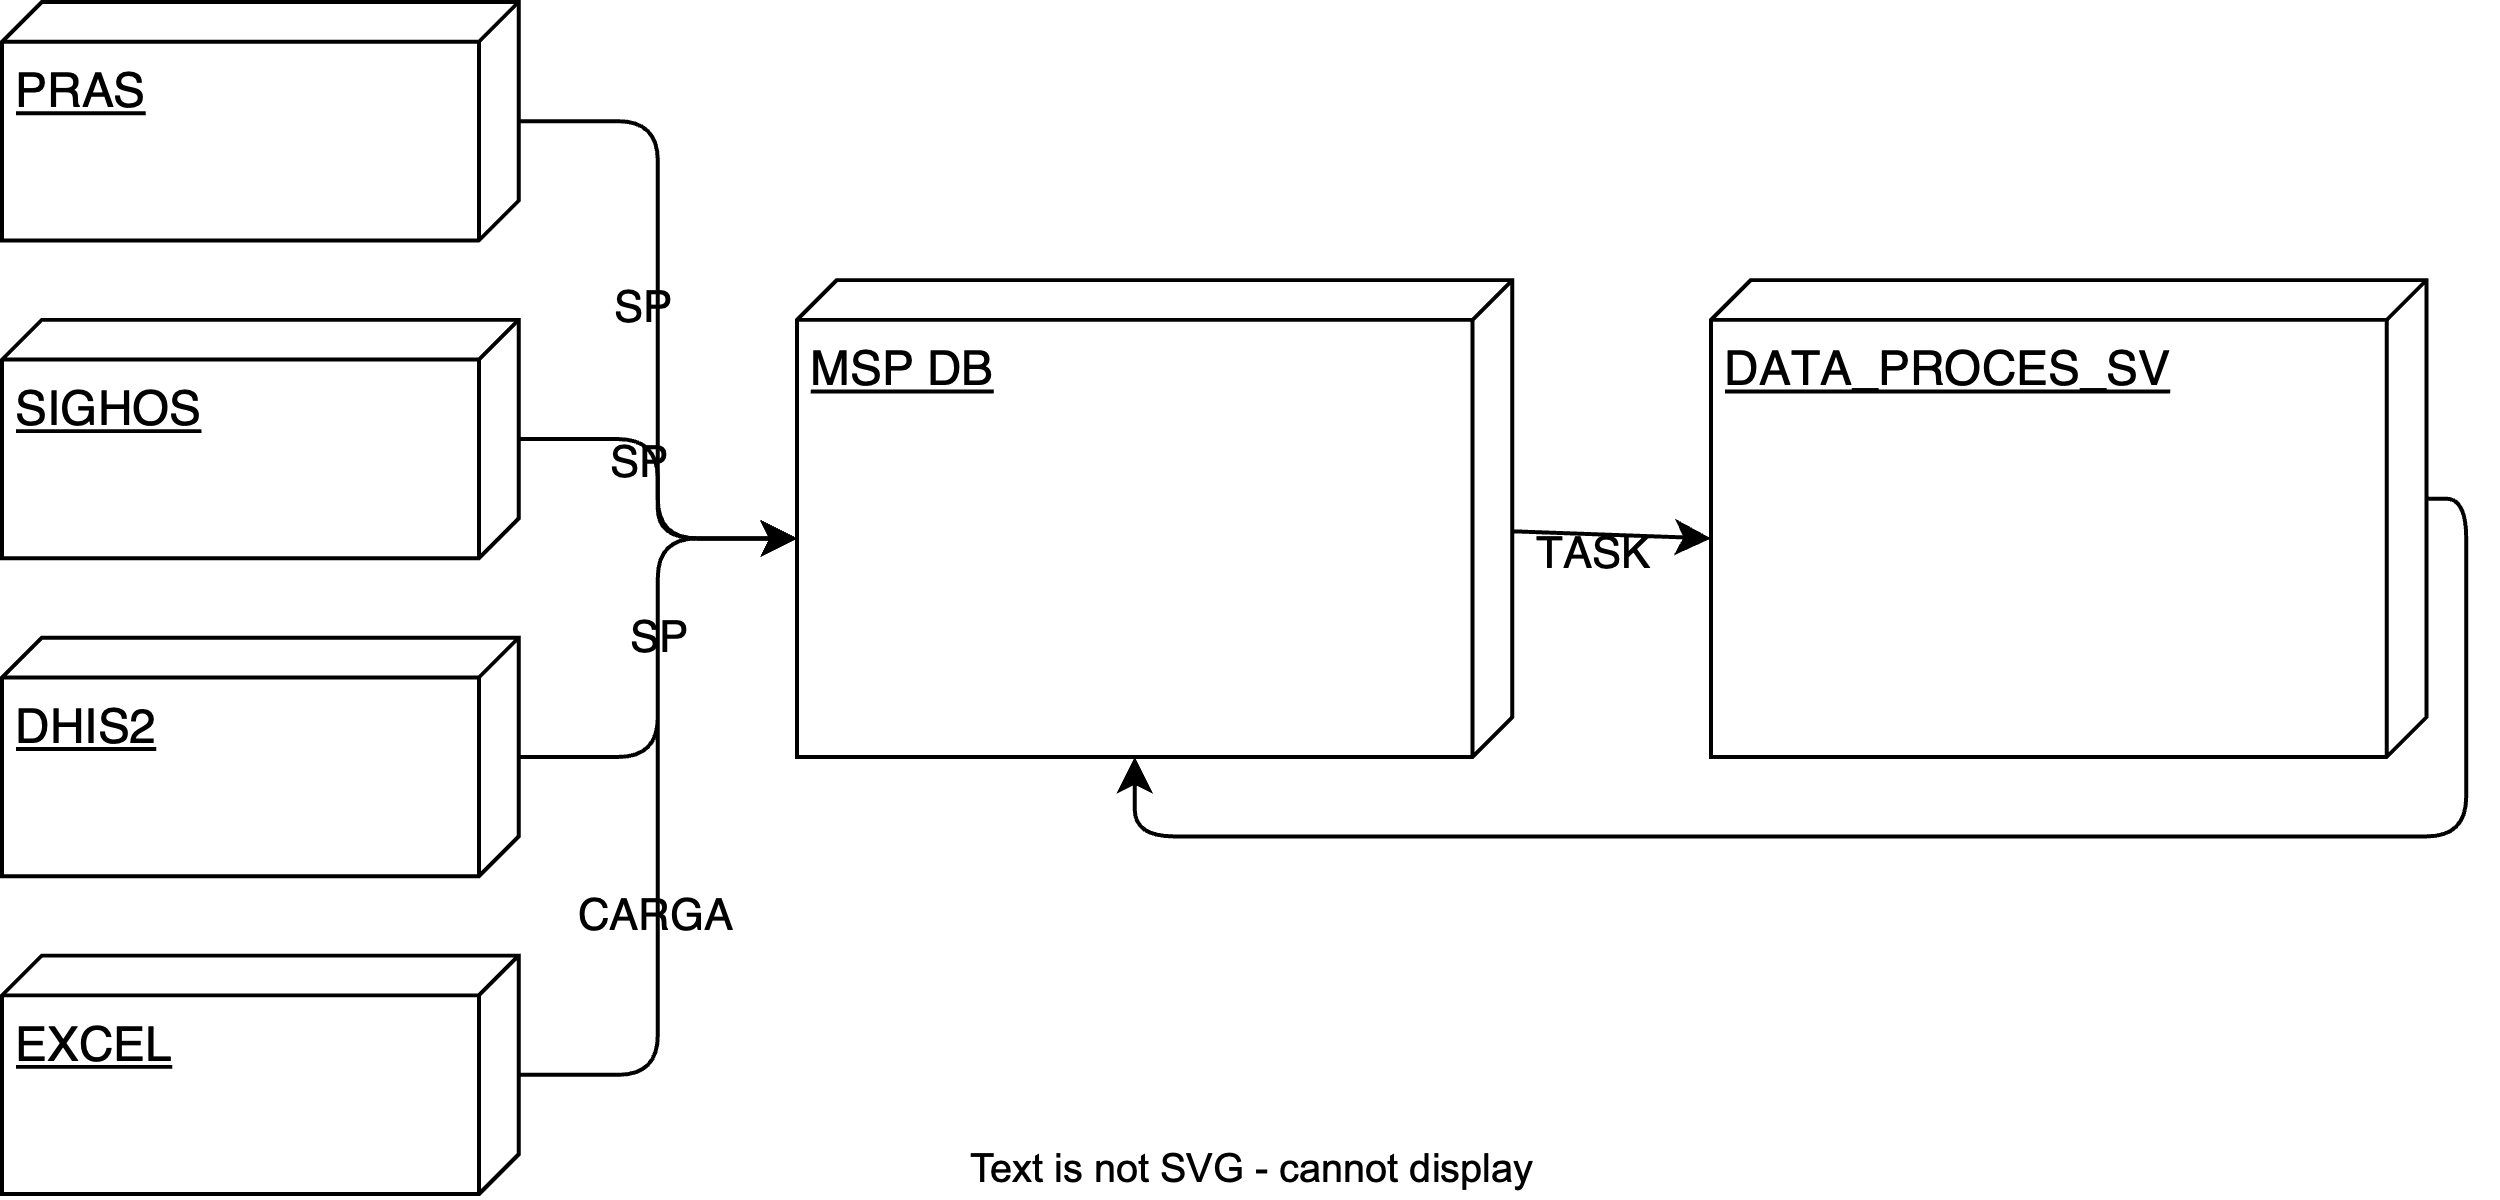 PRAS
SP
SIGHOS
SP
MSP DB
DATA_PROCES_SV
TASK
SP
DHIS2
CARGA
EXCEL
Text is not SVG - cannot display